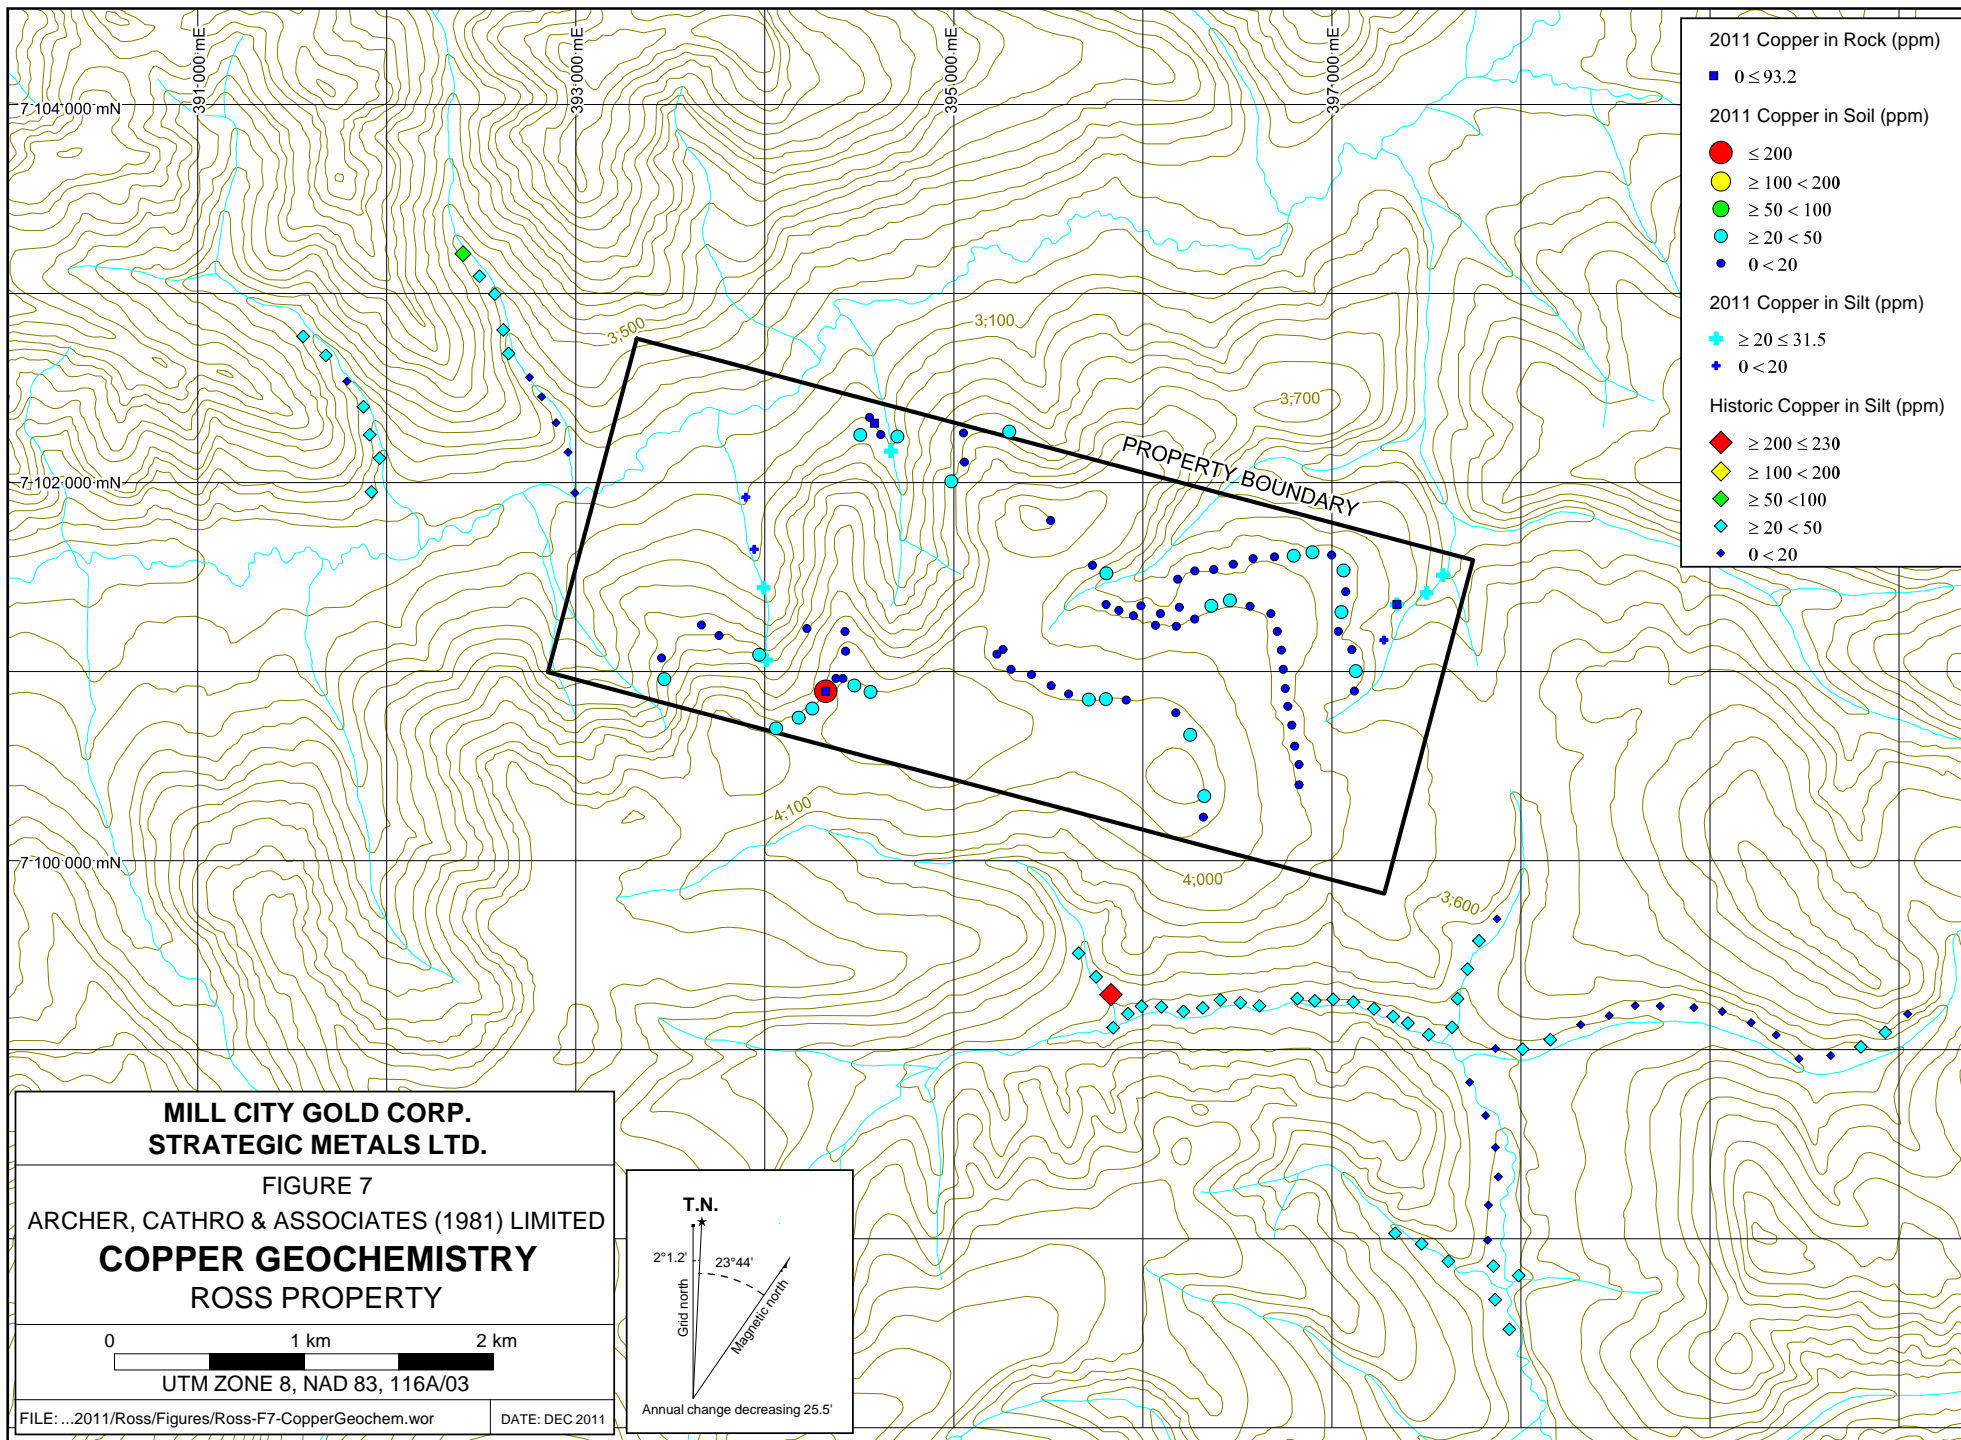 391 000 mE
393 000 mE
395 000 mE
397 000 mE
7 104 000 mN
7 102 000 mN
7 100 000 mN
3,500
3,100
3,700
PROPERTY BOUNDARY
4,100
4,000
3,600
2011 Copper in Rock (ppm)
0 ≤ 93.2
2011 Copper in Soil (ppm)
≤ 200
≥ 100 < 200
≥ 50 < 100
≥ 20 < 50
0 < 20
2011 Copper in Silt (ppm)
≥ 20 ≤ 31.5
0 < 20
Historic Copper in Silt (ppm)
≥ 200 ≤ 230
≥ 100 < 200
≥ 50 <100
≥ 20 < 50
0 < 20
MILL CITY GOLD CORP.
STRATEGIC METALS LTD.
FIGURE 7
ARCHER, CATHRO & ASSOCIATES (1981) LIMITED
COPPER GEOCHEMISTRY
ROSS PROPERTY
0 1 km 2 km
UTM ZONE 8, NAD 83, 116A/03
FILE: ...2011/Ross/Figures/Ross-F7-CopperGeochem.wor
DATE: DEC 2011
T.N.
2°1.2' 23°44'
Grid north
Magnetic north
Annual change decreasing 25.5'